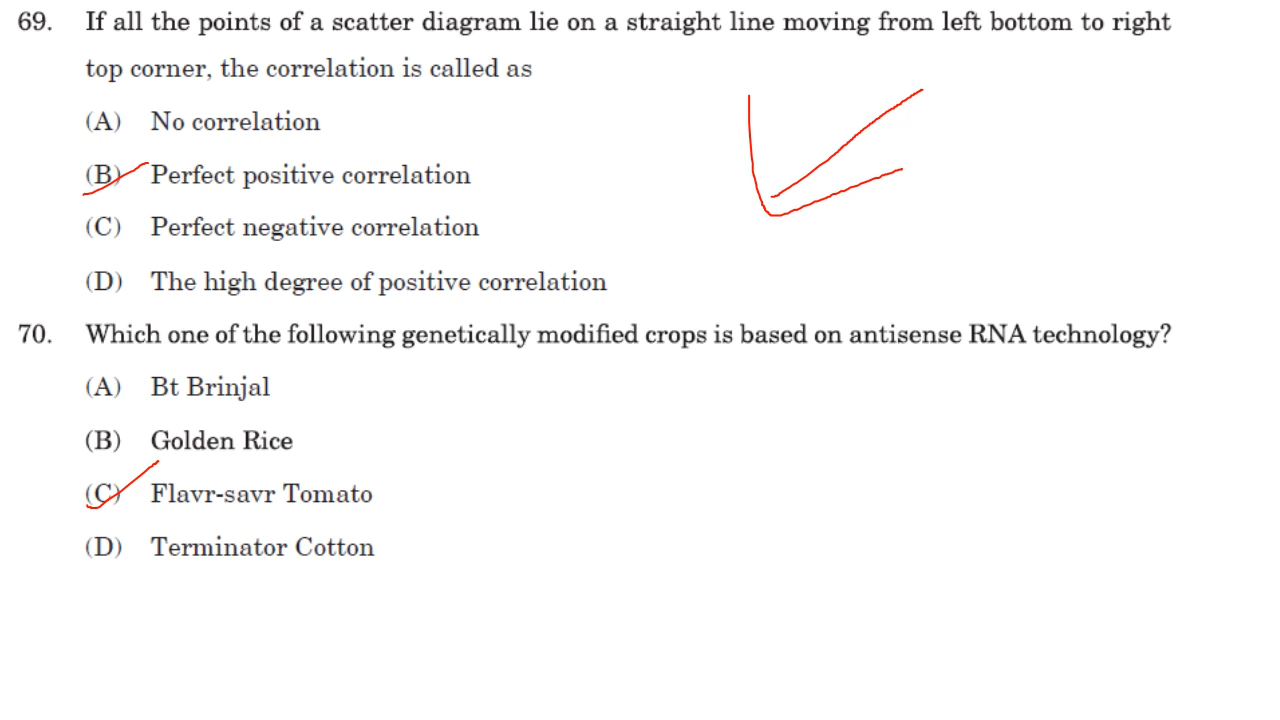 69. If all the points of a scatter diagram lie on a straight line moving from left bottom to right
top corner, the correlation is called as
(A) No correlation
(B) Perfect positive correlation
(C) Perfect negative correlation
(D) The high degree of positive correlation
70. Which one of the following genetically modified crops is based on antisense RNA technology?
(A) Bt Brinjal
(B) Golden Rice
(C) Flavr-savr Tomato
(D) Terminator Cotton